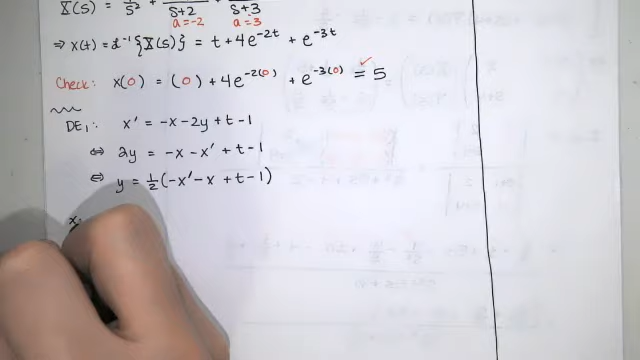 X(s) = 1/s² + /s+2 + /s+3
a=-2 a=3
⇒ x(t) = ℒ⁻¹{X(s)} = t + 4e^-2t + e^-3t
Check: x(0) = (0) + 4e^-2(0) + e^-3(0) = 5 ✓
DE₁: x' = -x-2y+t-1
⇔ 2y = -x-x'+t-1
⇔ y = ½(-x'-x+t-1)